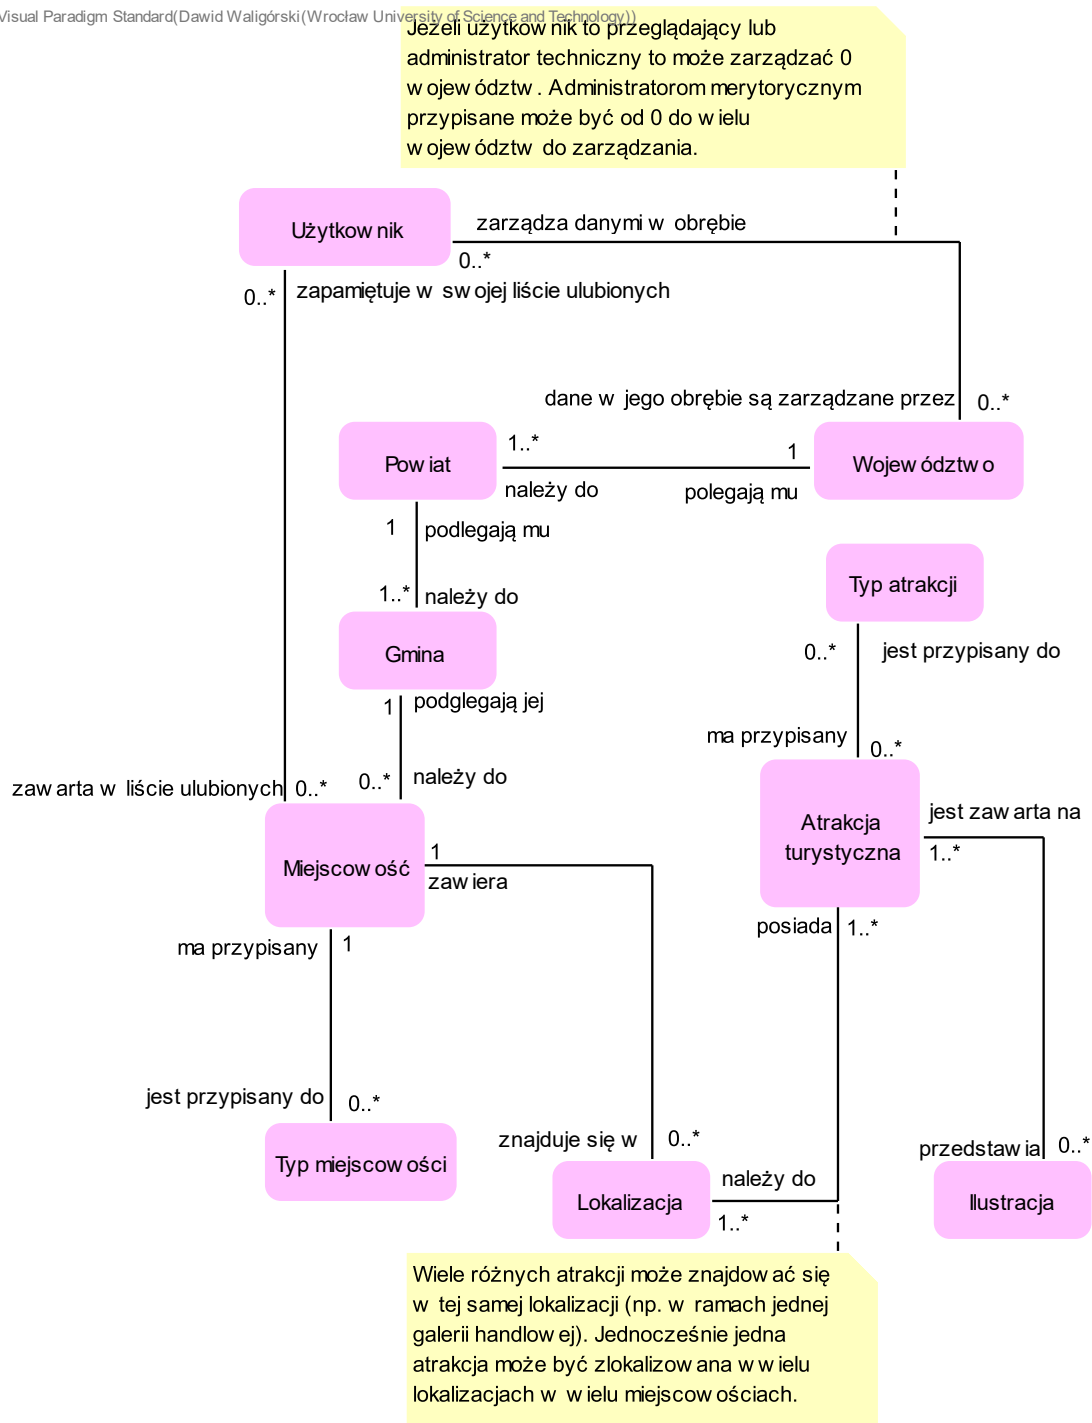 Visual Paradigm Standard(Dawid Waligórski(Wrocław University of Science and Technology))
Jeżeli użytkownik to przeglądający lub
administrator techniczny to może zarządzać 0
województw. Administratorom merytorycznym
przypisane może być od 0 do wielu
województw do zarządzania.
Użytkownik
zarządza danymi w obrębie
0..*
0..*
zapamiętuje w swojej liście ulubionych
dane w jego obrębie są zarządzane przez
0..*
Powiat
1..*
1
Województwo
należy do
polegają mu
1
podlegają mu
Typ atrakcji
1..*
należy do
Gmina
0..*
jest przypisany do
1
podglegają jej
ma przypisany
0..*
należy do
zawarta w liście ulubionych
0..*
0..*
Atrakcja
turystyczna
jest zawarta na
1..*
Miejscowość
1
zawiera
posiada
1..*
ma przypisany
1
jest przypisany do
0..*
Typ miejscowości
znajduje się w
0..*
przedstawia
0..*
Lokalizacja
należy do
1..*
Ilustracja
Wiele różnych atrakcji może znajdować się
w tej samej lokalizacji (np. w ramach jednej
galerii handlowej). Jednocześnie jedna
atrakcja może być zlokalizowana w wielu
lokalizacjach w wielu miejscowościach.